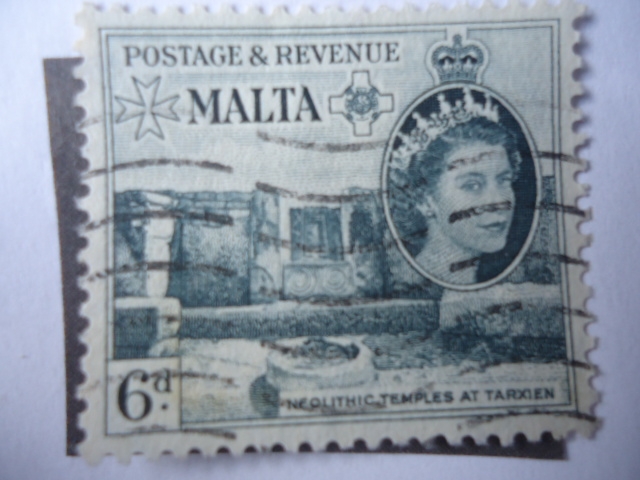 POSTAGE & REVENUE
MALTA
6d.
NEOLITHIC TEMPLES AT TARXIEN